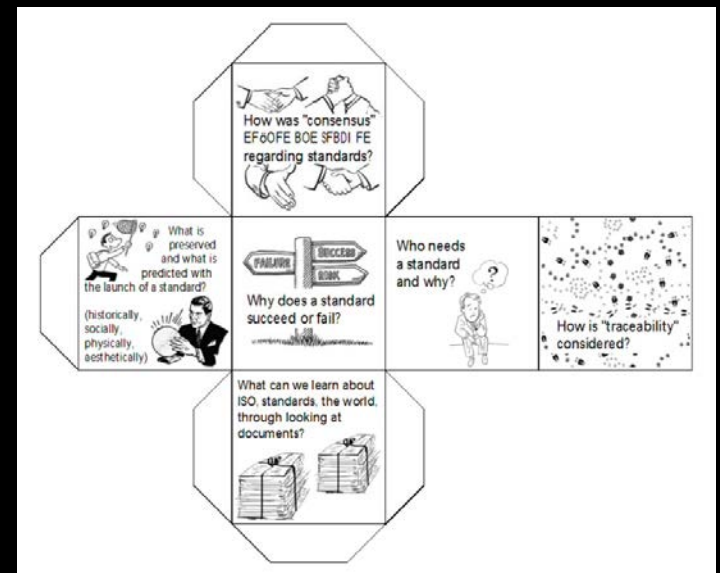 How was "consensus"
EFóOFE BOE SFBDI FE
regarding standards?
What is
preserved
and what is
predicted with
the launch of a standard?
(historically,
socially,
physically,
aesthetically)
FAILURE
SUCCESS
RISK
Why does a standard
succeed or fail?
Who needs
a standard
and why?
?
How is "traceability"
considered?
What can we learn about
ISO, standards, the world,
through looking at
documents?